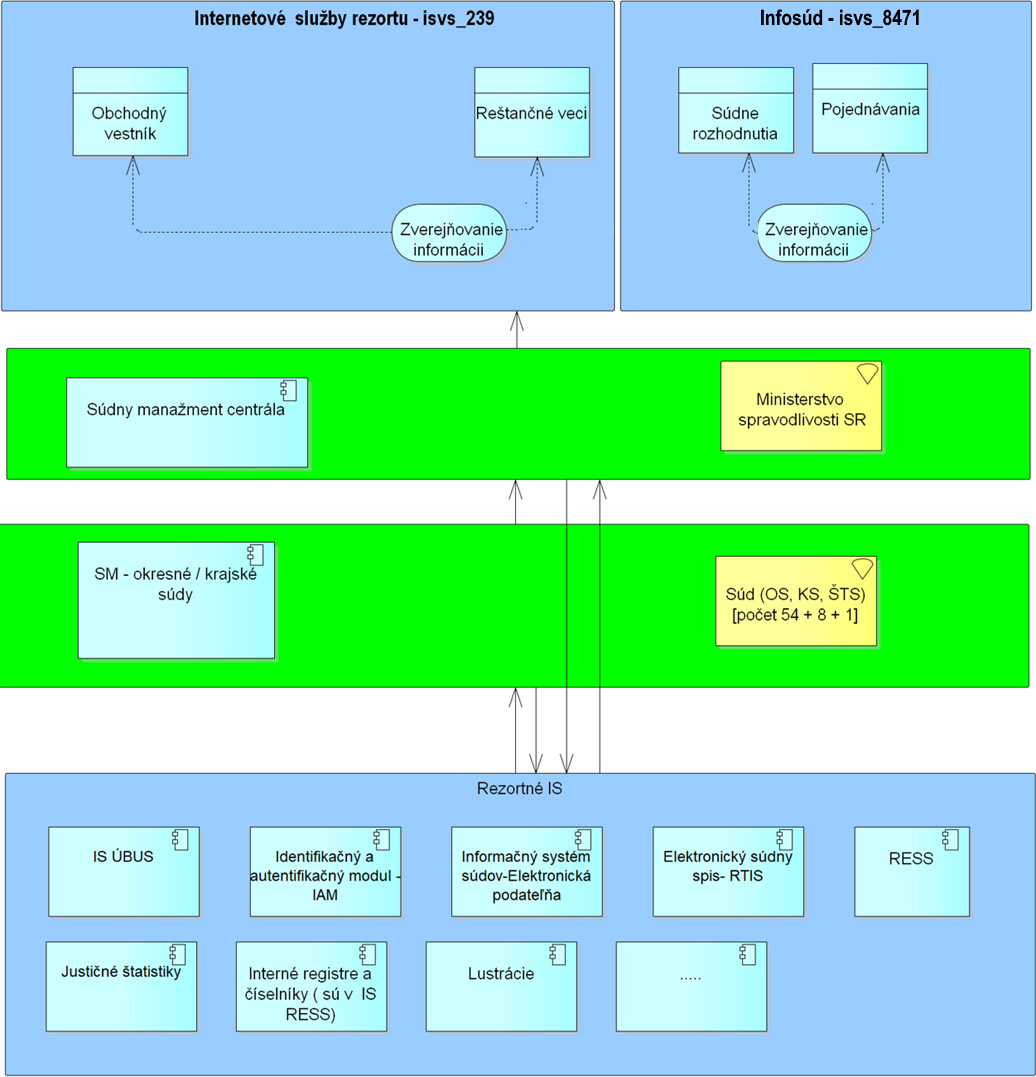 Internetové služby rezortu - isvs_239
Infosúd - isvs_8471
Obchodný
vestník
Reštančné veci
Súdne
rozhodnutia
Pojednávania
Zverejňovanie
informácii
Zverejňovanie
informácii
Súdny manažment centrála
Ministerstvo
spravodlivosti SR
SM - okresné / krajské
súdy
Súd (OS, KS, ŠTS)
[počet 54 + 8 + 1]
Rezortné IS
IS ÚBUS
Identifikačný a
autentifikačný modul -
IAM
Informačný systém
súdov-Elektronická
podateľňa
Elektronický súdny
spis- RTIS
RESS
Justičné štatistiky
Interné registre a
číselníky ( sú v IS
RESS)
Lustrácie
.....